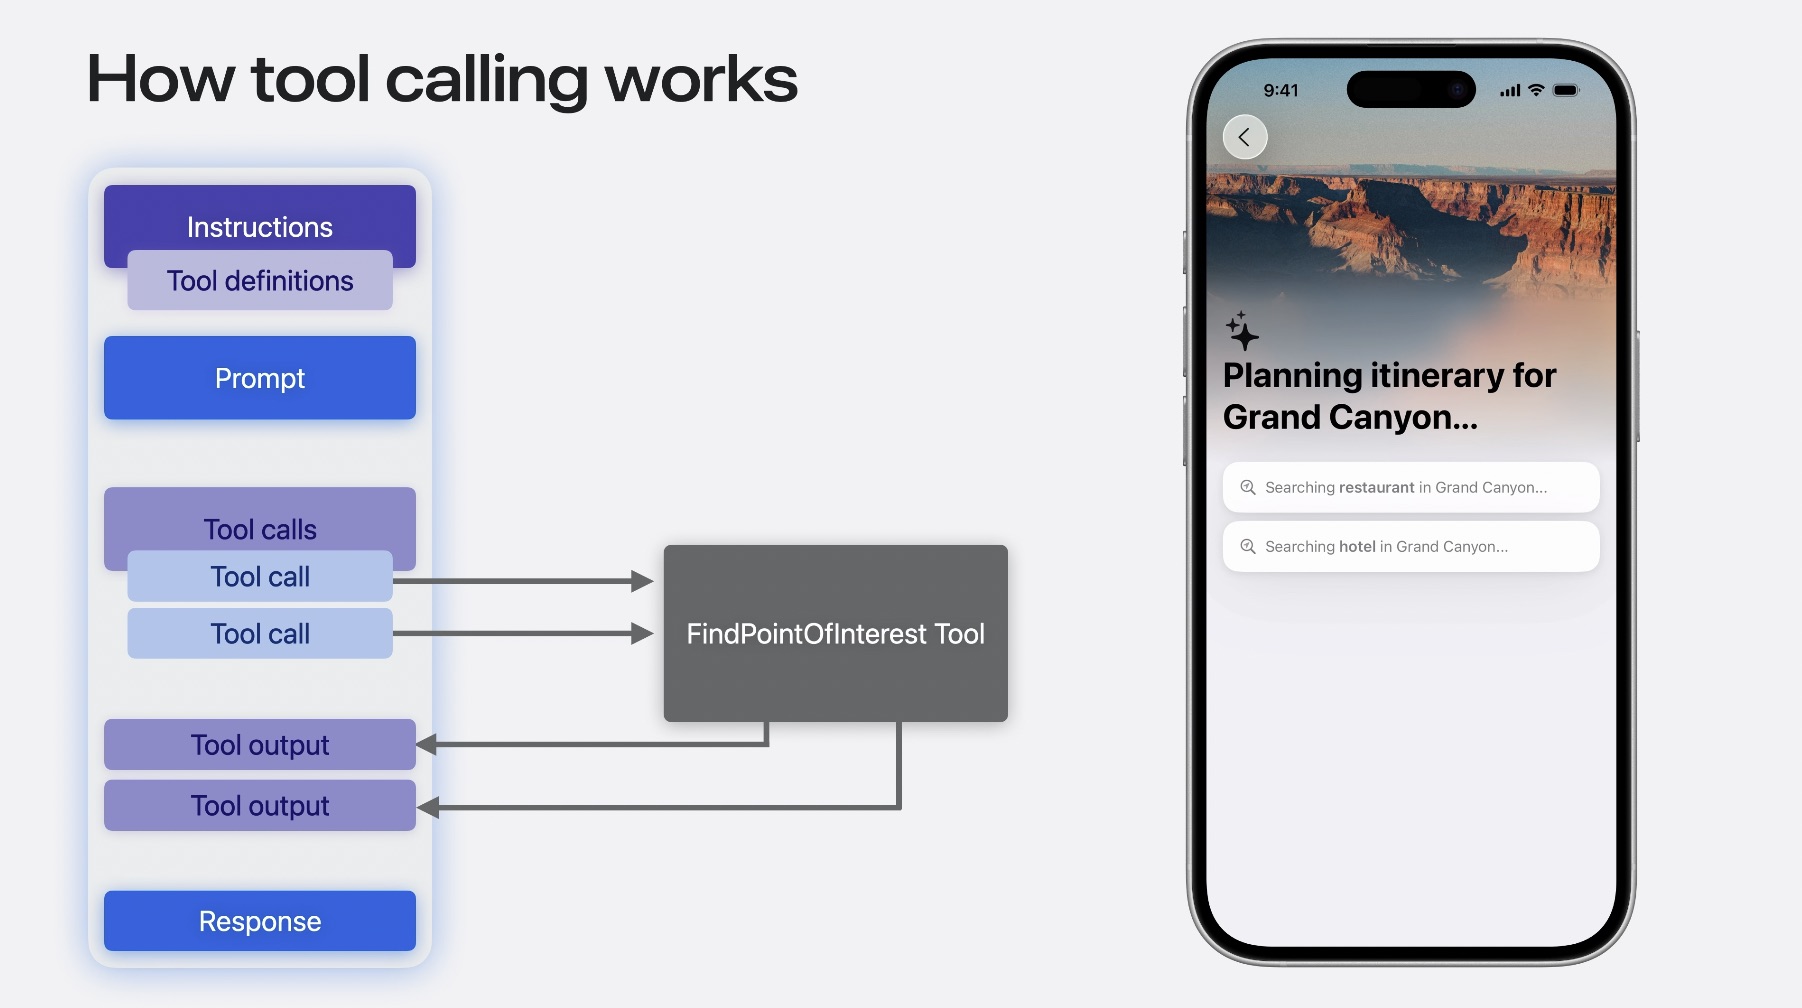 How tool calling works
Instructions
Tool definitions
Prompt
Tool calls
Tool call
Tool call
FindPointOfInterest Tool
Tool output
Tool output
Response
9:41
Planning itinerary for
Grand Canyon...
Searching restaurant in Grand Canyon...
Searching hotel in Grand Canyon...